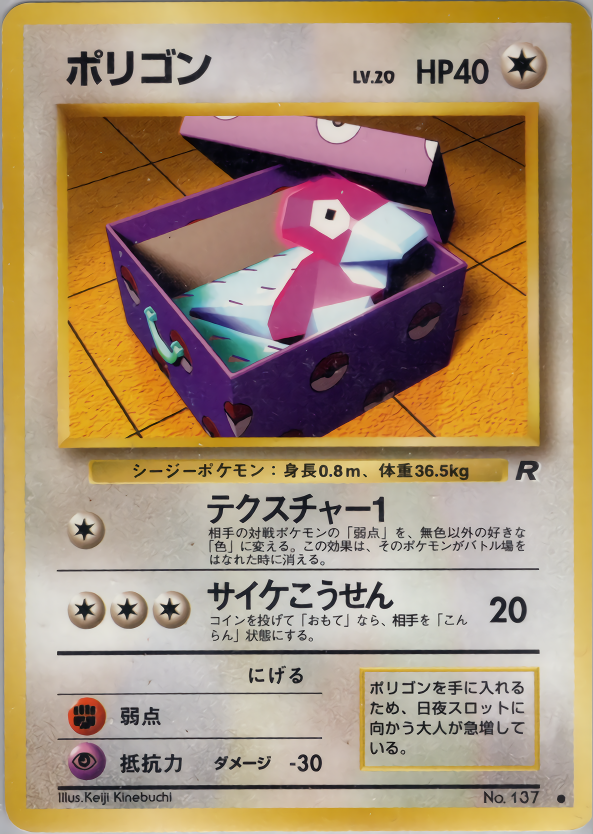 ポリゴン LV.20 HP40
シージーポケモン：身長0.8m、体重36.5kg R
テクスチャー1
相手の対戦ポケモンの「弱点」を、無色以外の好きな
「色」に変える。この効果は、そのポケモンがバトル場を
はなれた時に消える。
サイケこうせん 20
コインを投げて「おもて」なら、相手を「こん
らん」状態にする。
にげる
弱点
抵抗力 ダメージ -30
ポリゴンを手に入れる
ため、日夜スロットに
向かう大人が急増して
いる。
Illus.Keiji Kinebuchi No.137 ●